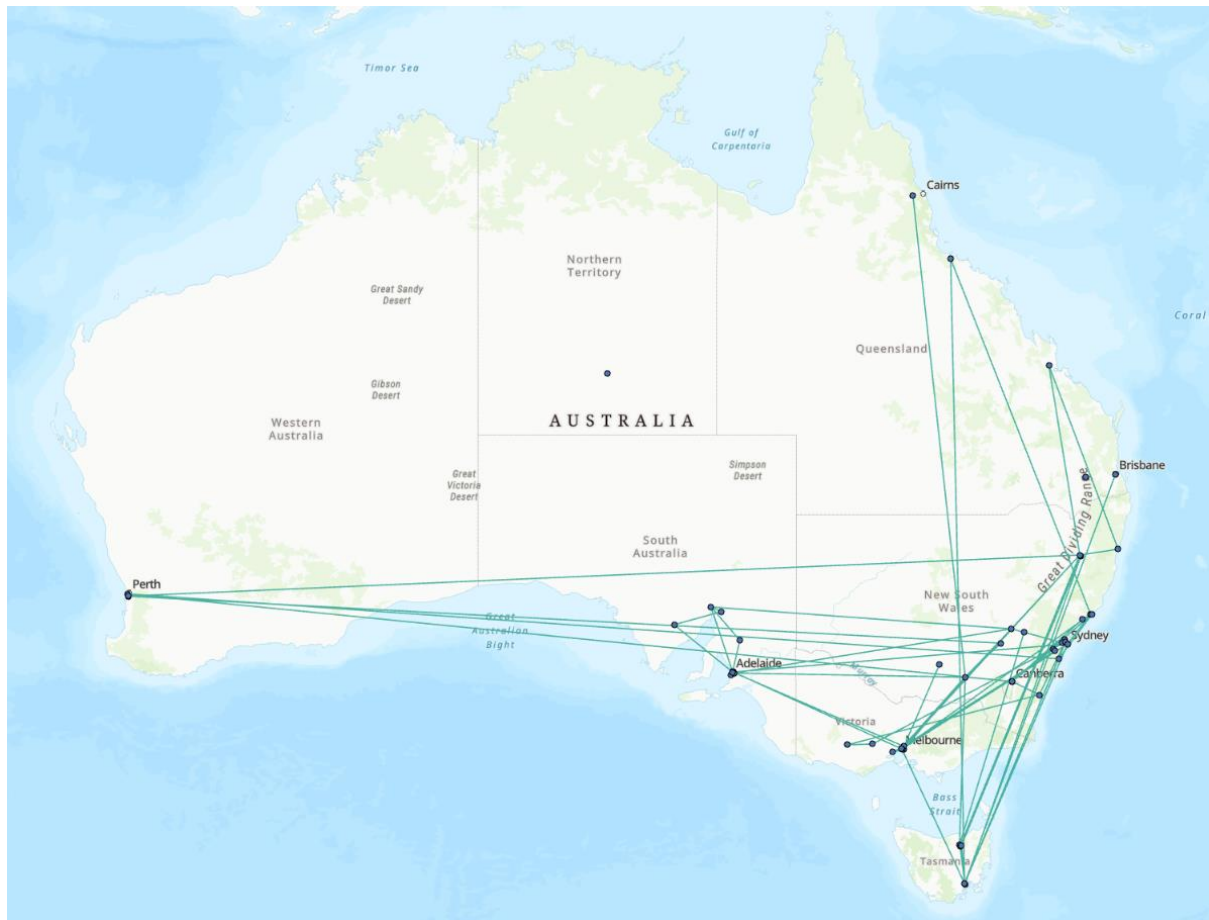 Timor Sea
Gulf of
Carpentaria
Cairns
Northern
Territory
Great Sandy
Desert
Coral
Queensland
Gibson
Desert
AUSTRALIA
Western
Australia
Great
Victoria
Desert
Simpson
Desert
Brisbane
Great Dividing Range
South
Australia
Perth
New South
Wales
Great
Australian
Bight
Sydney
Adelaide
Murray
Canberra
Victoria
Melbourne
Bass
Strait
Tasmania